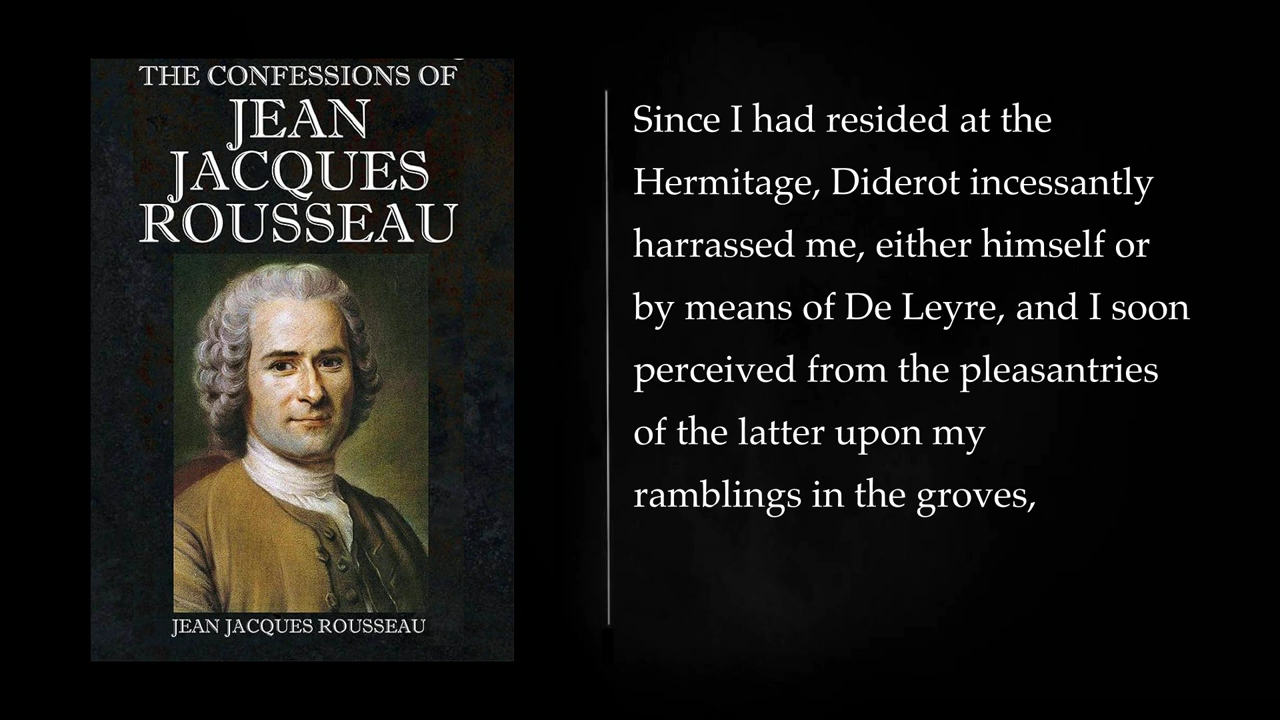 THE CONFESSIONS OF
JEAN
JACQUES
ROUSSEAU
JEAN JACQUES ROUSSEAU
Since I had resided at the
Hermitage, Diderot incessantly
harrassed me, either himself or
by means of De Leyre, and I soon
perceived from the pleasantries
of the latter upon my
ramblings in the groves,